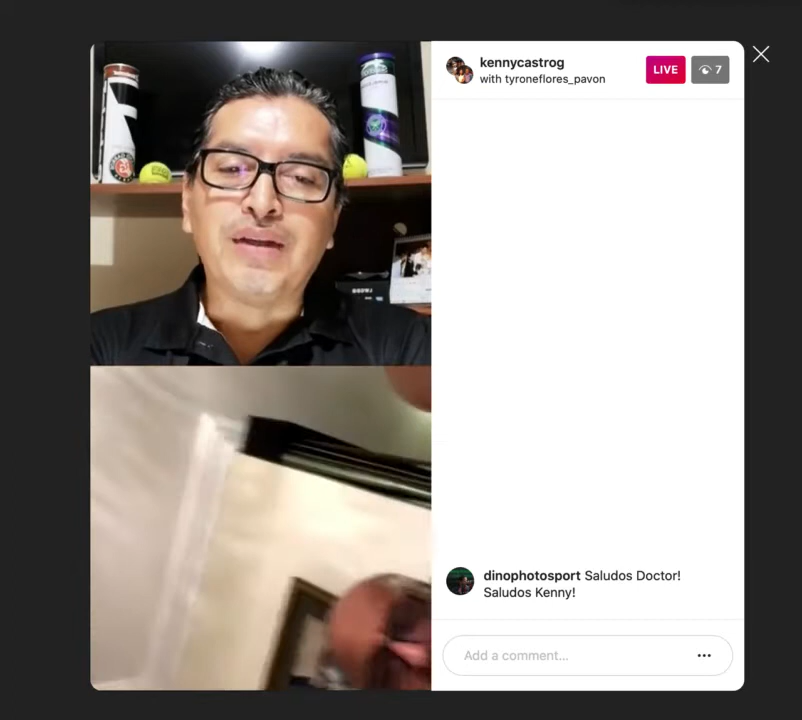 kennycastrog
with tyroneflores_pavon
LIVE
7
dinophotosport Saludos Doctor!
Saludos Kenny!
Add a comment...